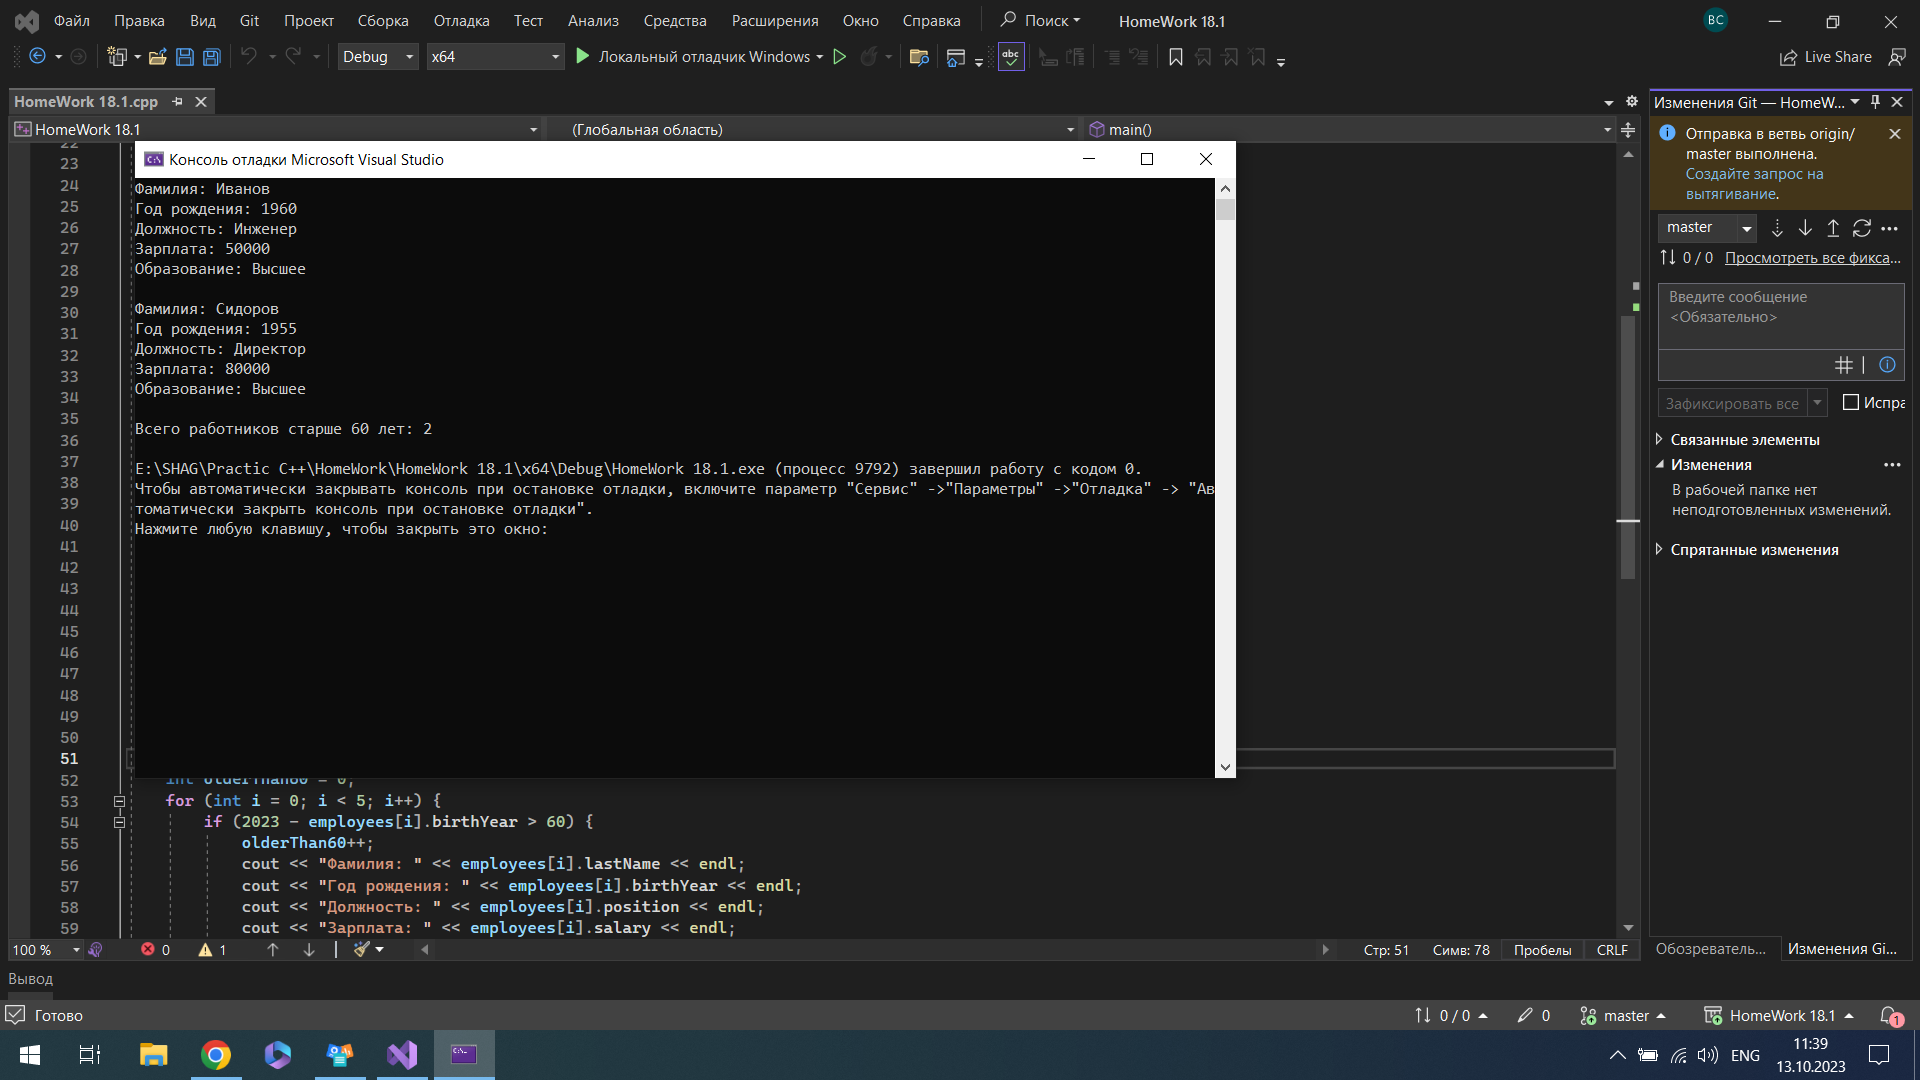 Файл Правка Вид Git Проект Сборка Отладка Тест Анализ Средства Расширения Окно Справка Поиск HomeWork 18.1 BC
Debug x64 Локальный отладчик Windows abc Live Share
HomeWork 18.1.cpp
HomeWork 18.1 (Глобальная область) main()
Консоль отладки Microsoft Visual Studio
Фамилия: Иванов
Год рождения: 1960
Должность: Инженер
Зарплата: 50000
Образование: Высшее
Фамилия: Сидоров
Год рождения: 1955
Должность: Директор
Зарплата: 80000
Образование: Высшее
Всего работников старше 60 лет: 2
E:\SHAG\Practic C++\HomeWork\HomeWork 18.1\x64\Debug\HomeWork 18.1.exe (процесс 9792) завершил работу с кодом 0.
Чтобы автоматически закрывать консоль при остановке отладки, включите параметр "Сервис" ->"Параметры" ->"Отладка" -> "Ав
томатически закрыть консоль при остановке отладки".
Нажмите любую клавишу, чтобы закрыть это окно:
22
23
24
25
26
27
28
29
30
31
32
33
34
35
36
37
38
39
40
41
42
43
44
45
46
47
48
49
50
51
52 int olderThan60 = 0;
53 for (int i = 0; i < 5; i++) {
54 if (2023 - employees[i].birthYear > 60) {
55 olderThan60++;
56 cout << "Фамилия: " << employees[i].lastName << endl;
57 cout << "Год рождения: " << employees[i].birthYear << endl;
58 cout << "Должность: " << employees[i].position << endl;
59 cout << "Зарплата: " << employees[i].salary << endl;
100 % 0 1 Стр: 51 Симв: 78 Пробелы CRLF
Изменения Git — HomeW...
Отправка в ветвь origin/
master выполнена.
Создайте запрос на
вытягивание.
master
0 / 0 Просмотреть все фикса...
Введите сообщение
<Обязательно>
Зафиксировать все Испра
Связанные элементы
Изменения
В рабочей папке нет
неподготовленных изменений.
Спрятанные изменения
Обозреватель... Изменения Gi...
Вывод
Готово 0 / 0 0 master HomeWork 18.1 1
ENG 11:39
13.10.2023